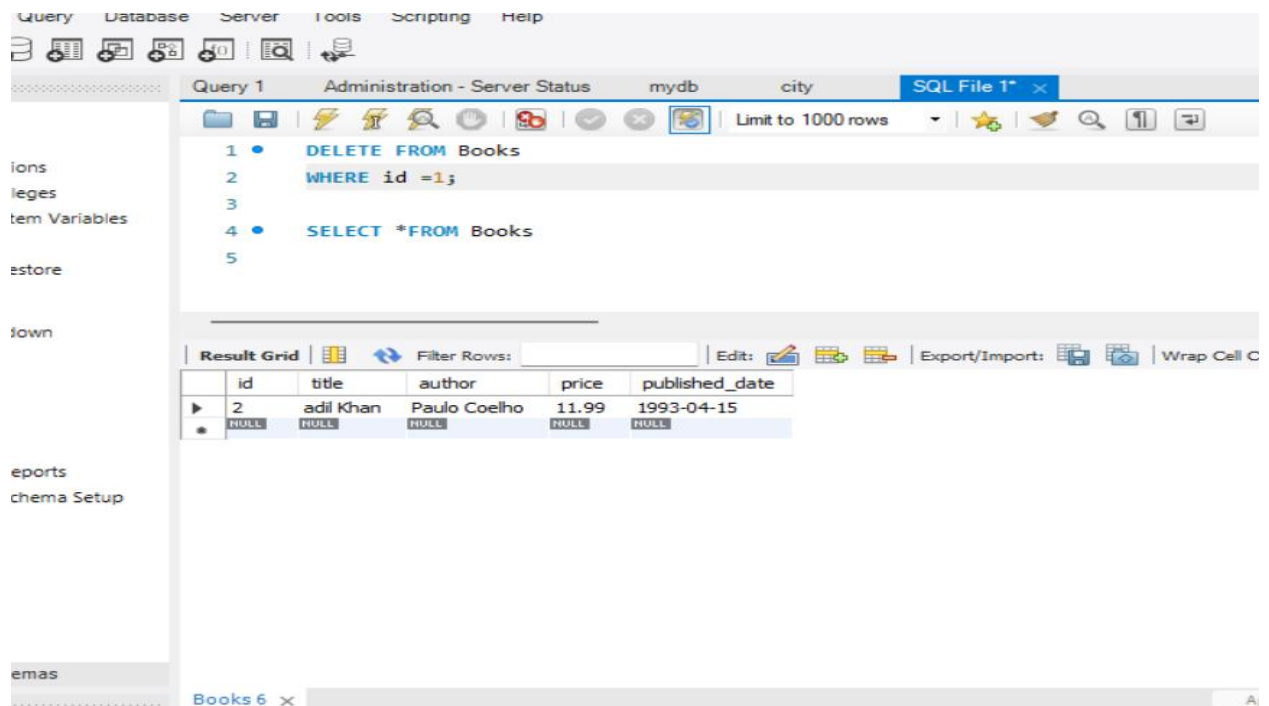 Query Database Server Tools Scripting Help
Query 1 Administration - Server Status mydb city SQL File 1* ×
Limit to 1000 rows
1 DELETE FROM Books
2 WHERE id =1;
3
4 SELECT *FROM Books
5
ions
leges
tem Variables
estore
down
eports
chema Setup
emas
Result Grid Filter Rows: Edit: Export/Import: Wrap Cell C
id title author price published_date
2 adil Khan Paulo Coelho 11.99 1993-04-15
NULL NULL NULL NULL NULL
Books 6 ×